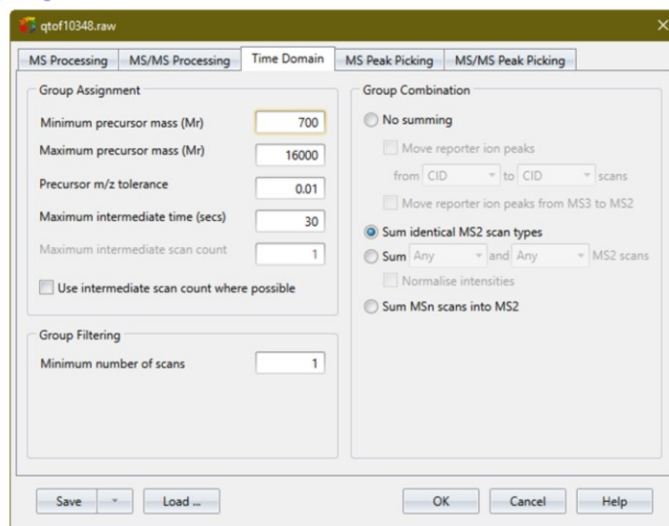 qtof10348.raw
MS Processing MS/MS Processing Time Domain MS Peak Picking MS/MS Peak Picking
Group Assignment
Minimum precursor mass (Mr) 700
Maximum precursor mass (Mr) 16000
Precursor m/z tolerance 0.01
Maximum intermediate time (secs) 30
Maximum intermediate scan count 1
Use intermediate scan count where possible
Group Filtering
Minimum number of scans 1
Group Combination
No summing
Move reporter ion peaks
from CID to CID scans
Move reporter ion peaks from MS3 to MS2
Sum identical MS2 scan types
Sum Any and Any MS2 scans
Normalise intensities
Sum MSn scans into MS2
Save Load ... OK Cancel Help